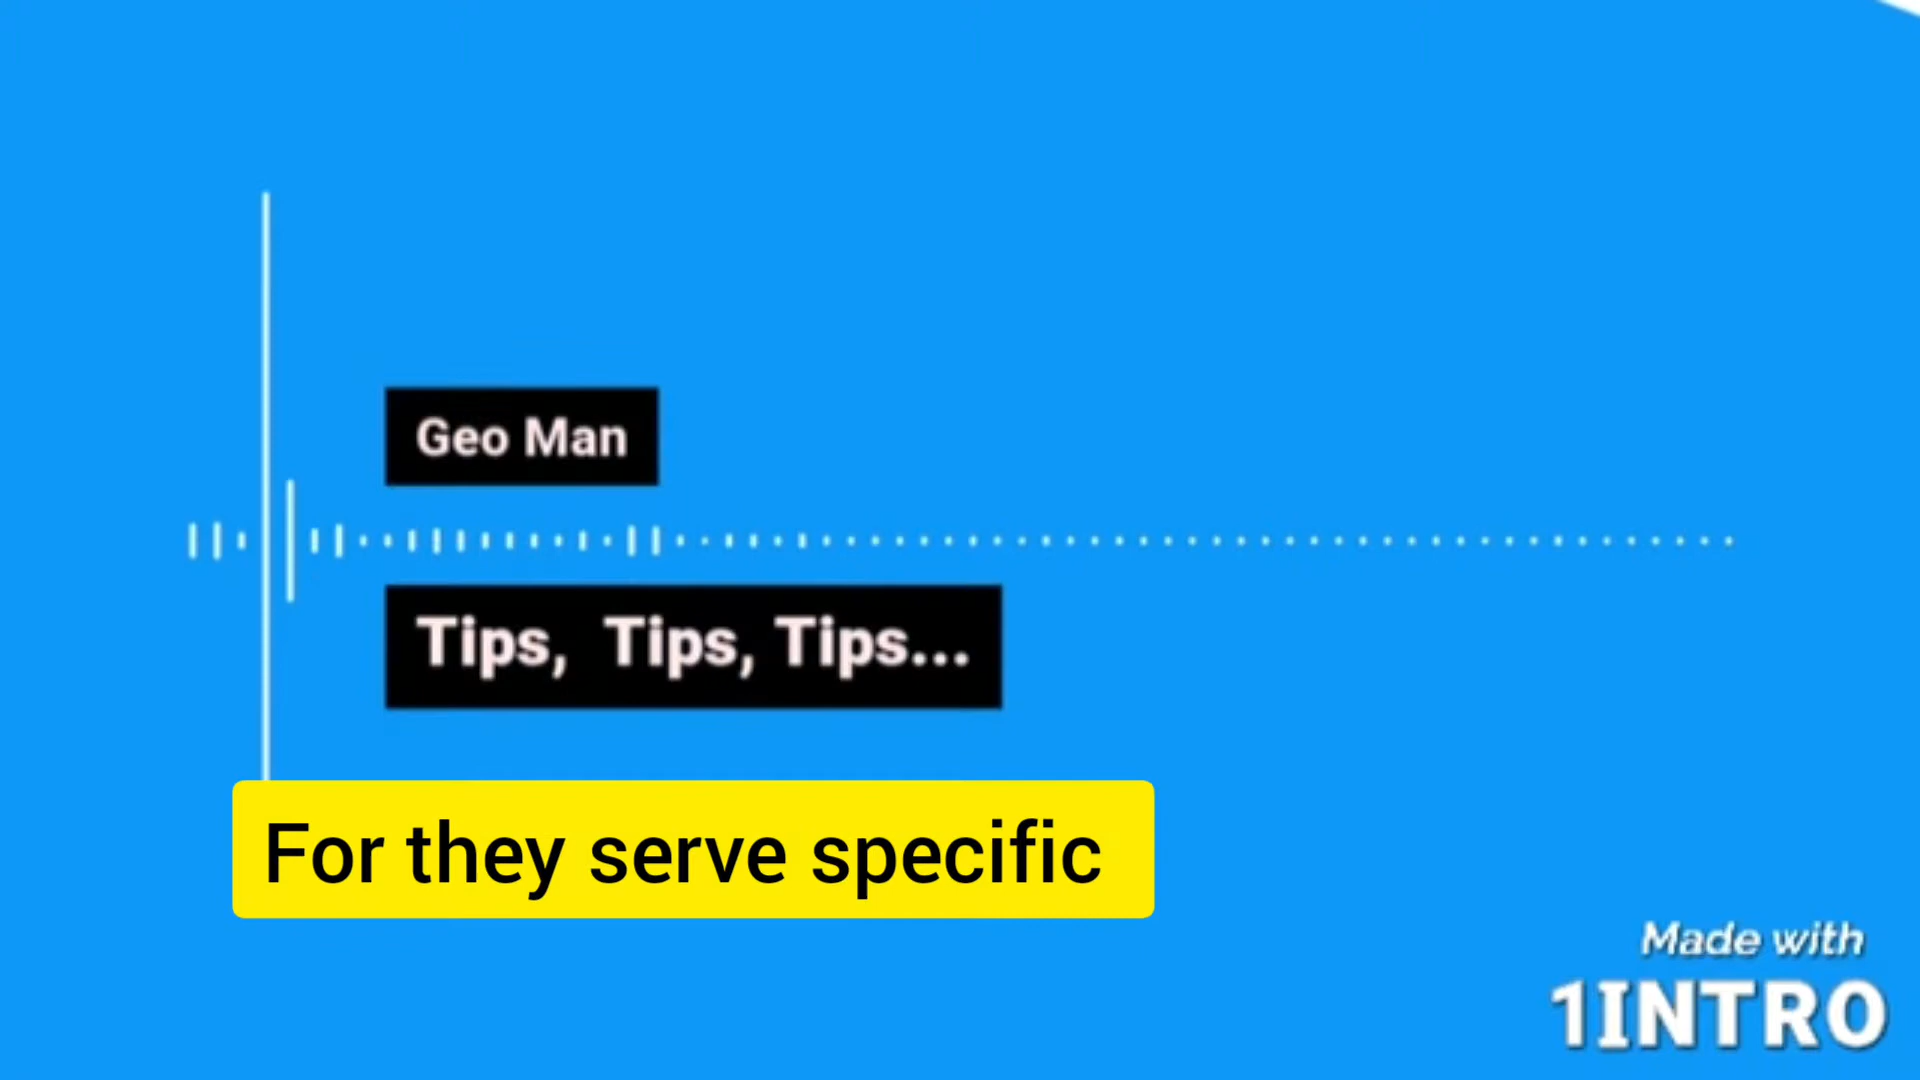 Geo Man
Tips, Tips, Tips...
For they serve specific
Made with
1INTRO